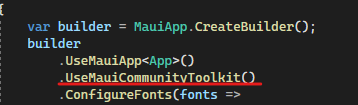 {
var builder = MauiApp.CreateBuilder();
builder
.UseMauiApp<App>()
.UseMauiCommunityToolkit()
.ConfigureFonts(fonts =>